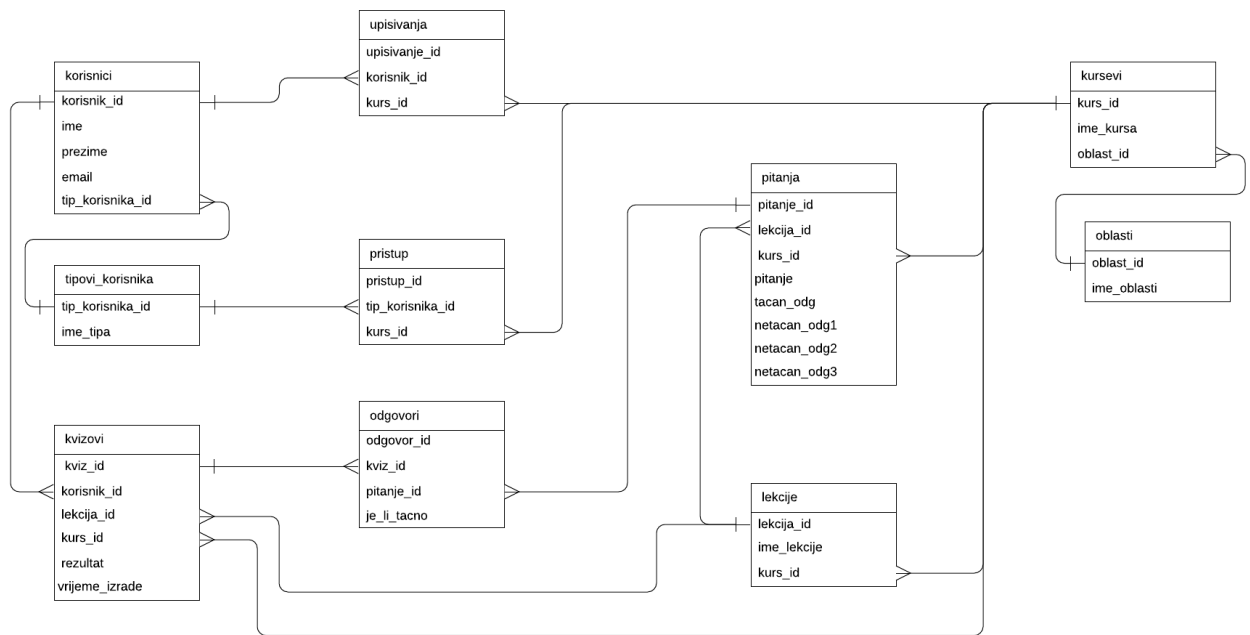 upisivanja
upisivanje_id
korisnik_id
kurs_id
korisnici
korisnik_id
ime
prezime
email
tip_korisnika_id
kursevi
kurs_id
ime_kursa
oblast_id
pitanja
pitanje_id
lekcija_id
kurs_id
pitanje
tacan_odg
netacan_odg1
netacan_odg2
netacan_odg3
oblasti
oblast_id
ime_oblasti
tipovi_korisnika
tip_korisnika_id
ime_tipa
pristup
pristup_id
tip_korisnika_id
kurs_id
kvizovi
kviz_id
korisnik_id
lekcija_id
kurs_id
rezultat
vrijeme_izrade
odgovori
odgovor_id
kviz_id
pitanje_id
je_li_tacno
lekcije
lekcija_id
ime_lekcije
kurs_id